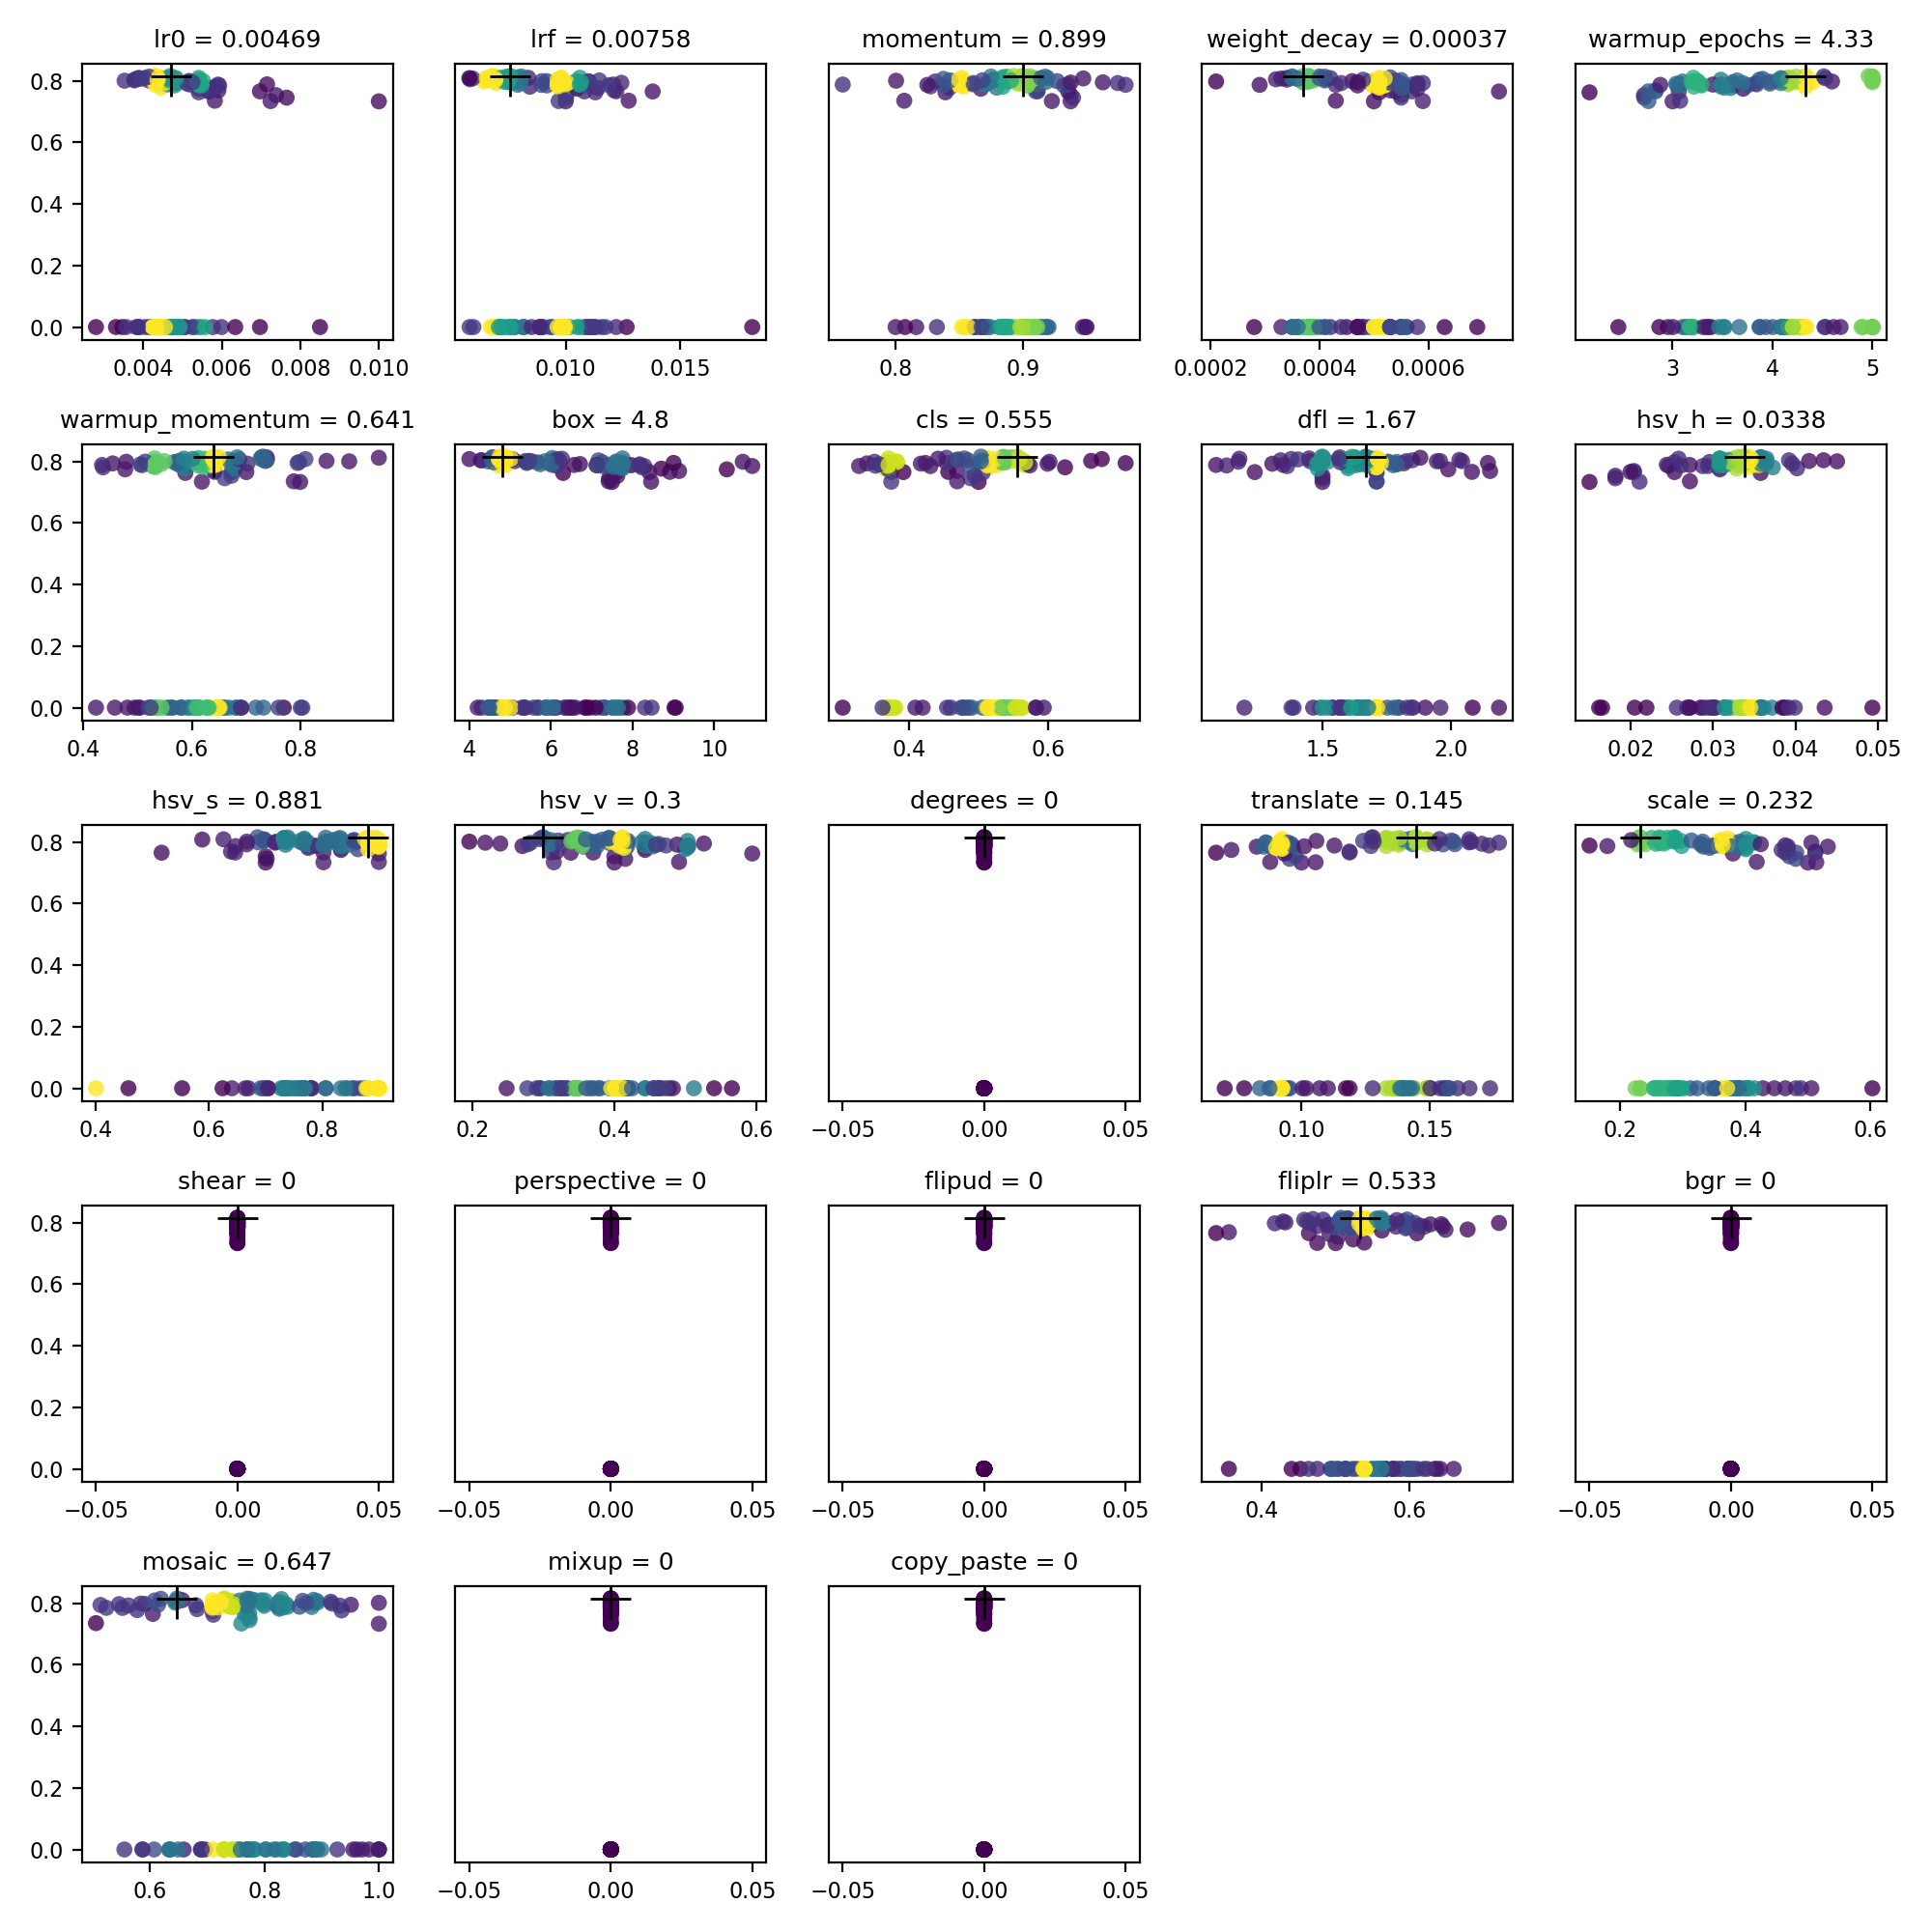 lr0 = 0.00469
lrf = 0.00758
momentum = 0.899
weight_decay = 0.00037
warmup_epochs = 4.33
0.8
0.6
0.4
0.2
0.0
0.004 0.006 0.008 0.010
0.010 0.015
0.8 0.9
0.0002 0.0004 0.0006
3 4 5
warmup_momentum = 0.641
box = 4.8
cls = 0.555
dfl = 1.67
hsv_h = 0.0338
0.8
0.6
0.4
0.2
0.0
0.4 0.6 0.8
4 6 8 10
0.4 0.6
1.5 2.0
0.02 0.03 0.04 0.05
hsv_s = 0.881
hsv_v = 0.3
degrees = 0
translate = 0.145
scale = 0.232
0.8
0.6
0.4
0.2
0.0
0.4 0.6 0.8
0.2 0.4 0.6
−0.05 0.00 0.05
0.10 0.15
0.2 0.4 0.6
shear = 0
perspective = 0
flipud = 0
fliplr = 0.533
bgr = 0
0.8
0.6
0.4
0.2
0.0
−0.05 0.00 0.05
−0.05 0.00 0.05
−0.05 0.00 0.05
0.4 0.6
−0.05 0.00 0.05
mosaic = 0.647
mixup = 0
copy_paste = 0
0.8
0.6
0.4
0.2
0.0
0.6 0.8 1.0
−0.05 0.00 0.05
−0.05 0.00 0.05